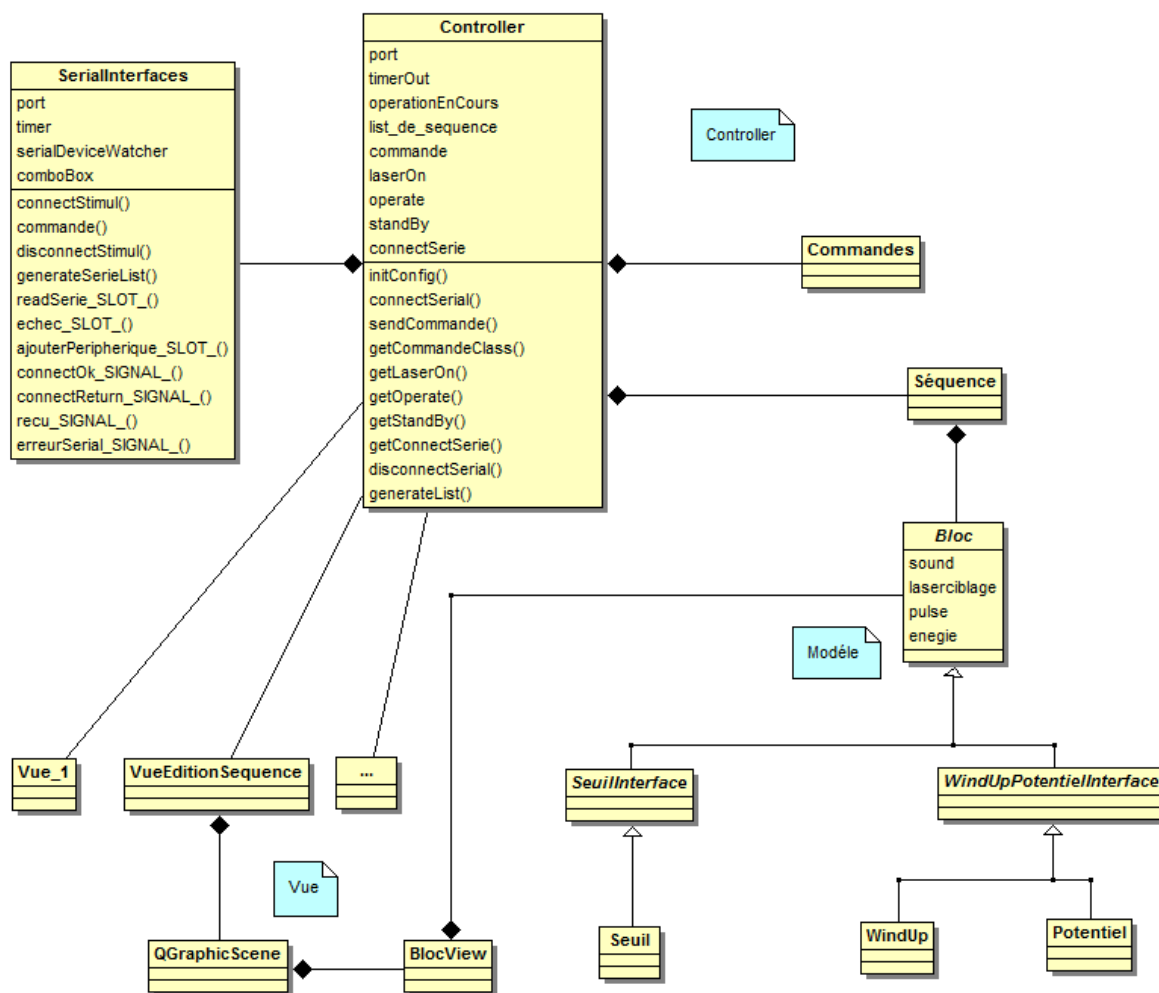 Controller
port
timerOut
operationEnCours
list_de_sequence
commande
laserOn
operate
standBy
connectSerie
initConfig()
connectSerial()
sendCommande()
getCommandeClass()
getLaserOn()
getOperate()
getStandBy()
getConnectSerie()
disconnectSerial()
generateList()
SerialInterfaces
port
timer
serialDeviceWatcher
comboBox
connectStimul()
commande()
disconnectStimul()
generateSerieList()
readSerie_SLOT_()
echec_SLOT_()
ajouterPeripherique_SLOT_()
connectOk_SIGNAL_()
connectReturn_SIGNAL_()
recu_SIGNAL_()
erreurSerial_SIGNAL_()
Controller
Commandes
Séquence
Bloc
sound
laserciblage
pulse
enégie
Modéle
Vue_1
VueEditionSequence
...
SeuilInterface
WindUpPotentielInterface
Vue
QGraphicScene
BlocView
Seuil
WindUp
Potentiel